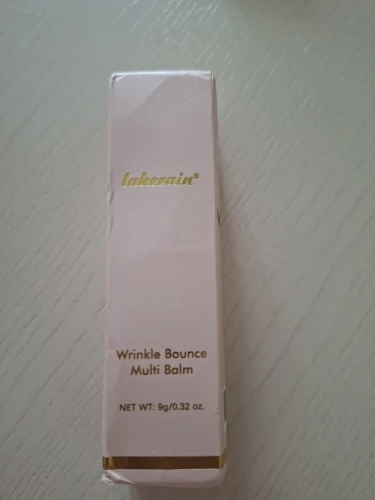 lakerain®
Wrinkle Bounce
Multi Balm
NET WT: 9g/0.32 oz.